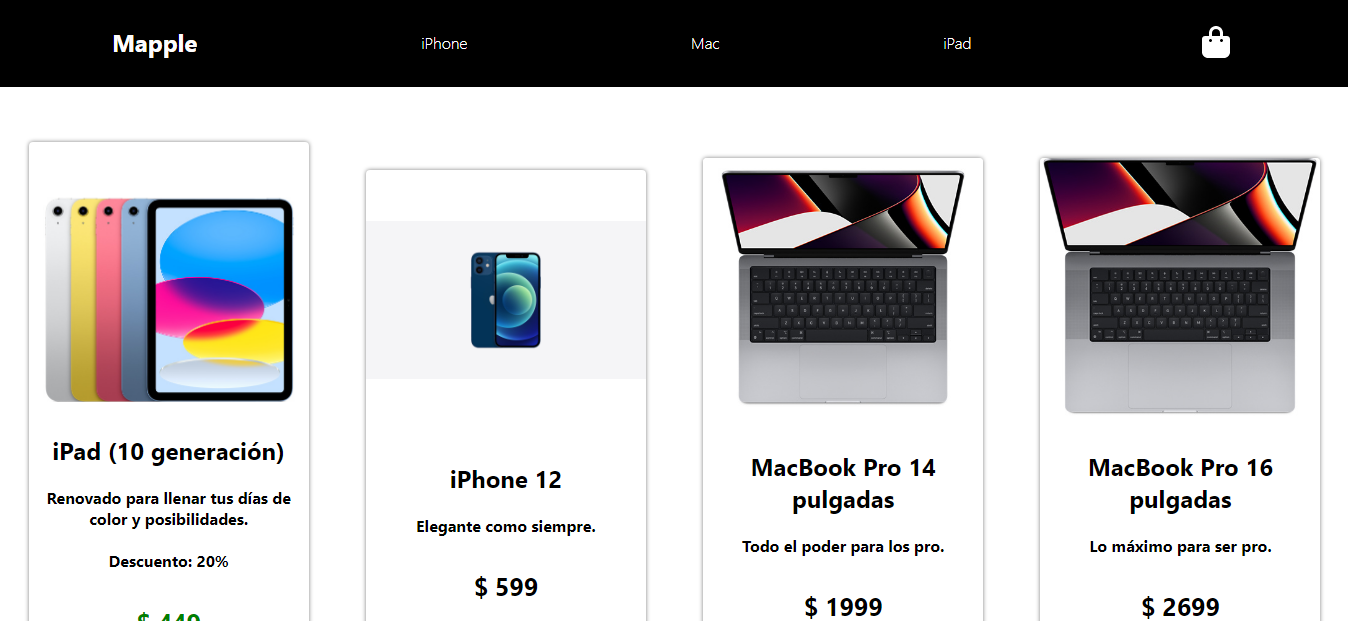 Mapple
iPhone
Mac
iPad
iPad (10 generación)
Renovado para llenar tus días de
color y posibilidades.
Descuento: 20%
$ 449
iPhone 12
Elegante como siempre.
$ 599
MacBook Pro 14
pulgadas
Todo el poder para los pro.
$ 1999
MacBook Pro 16
pulgadas
Lo máximo para ser pro.
$ 2699